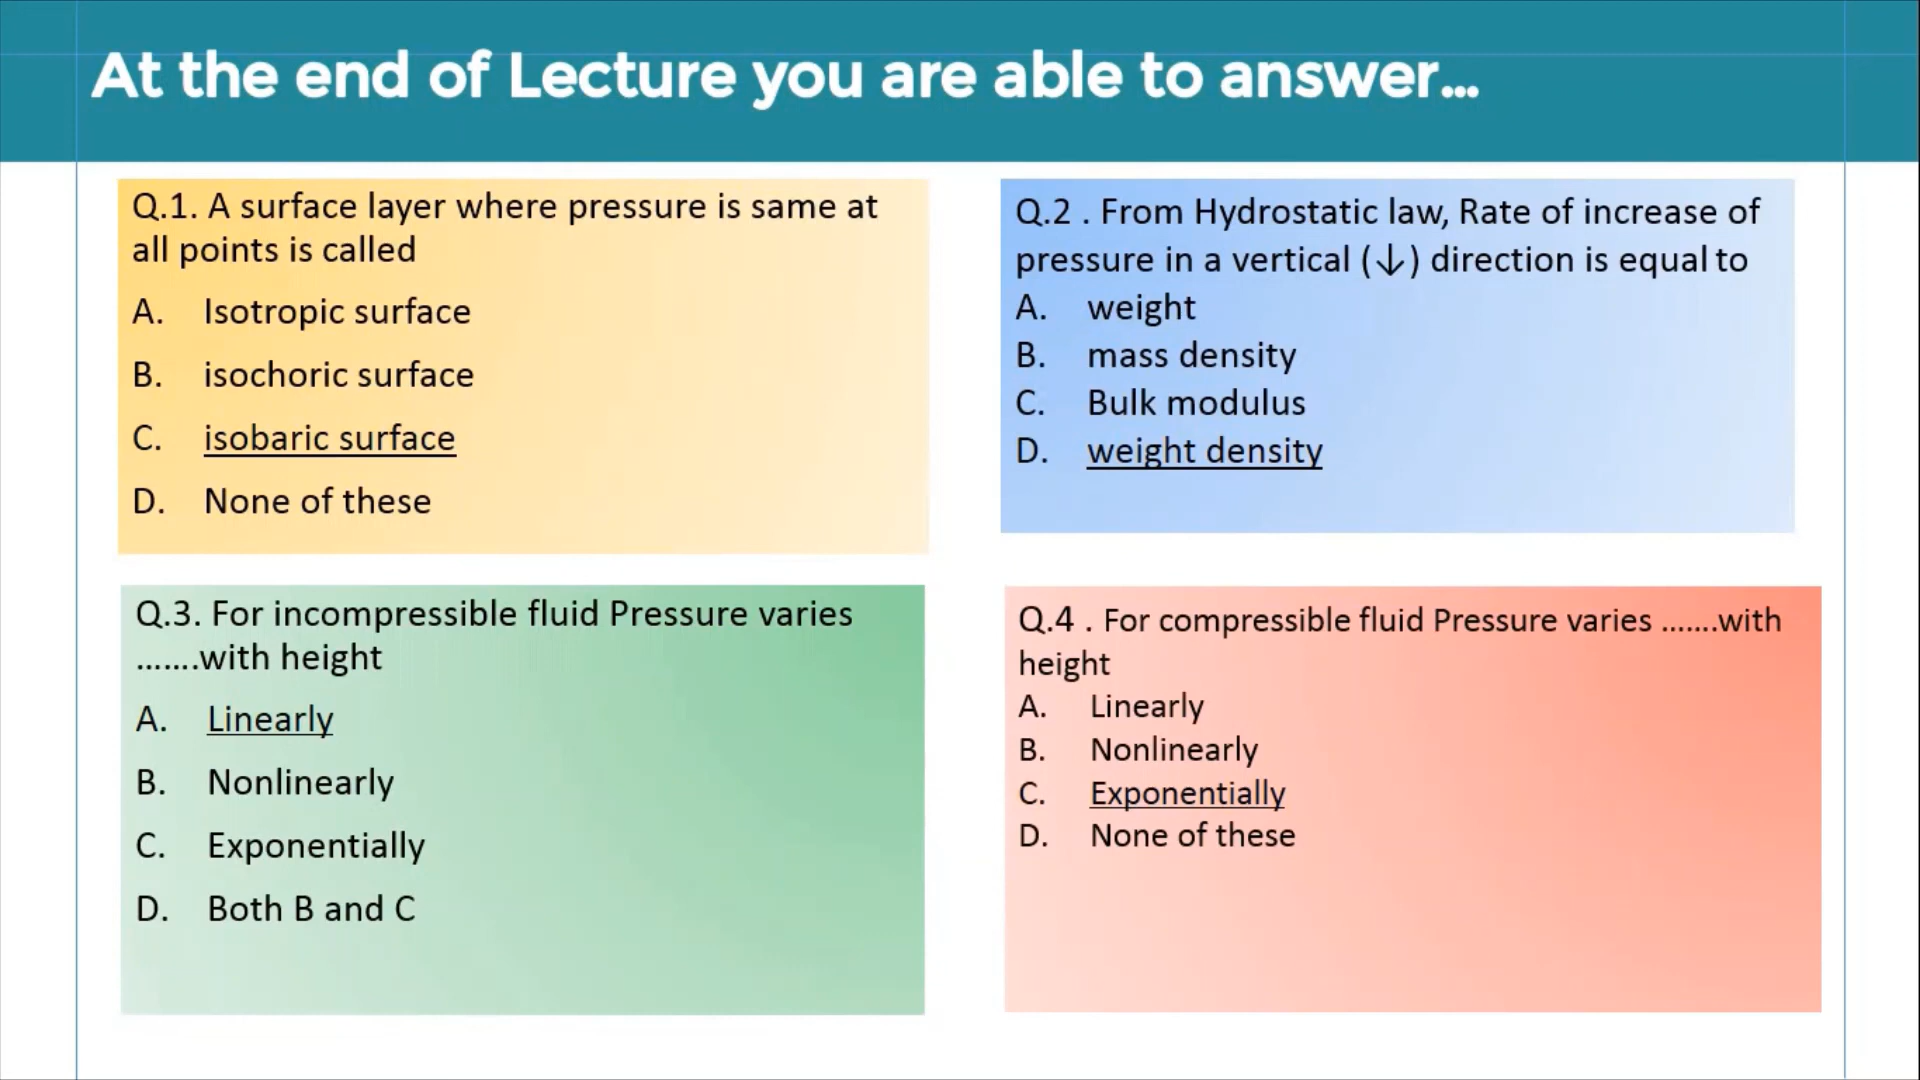 At the end of Lecture you are able to answer...
Q.1. A surface layer where pressure is same at
all points is called
A. Isotropic surface
B. isochoric surface
C. isobaric surface
D. None of these
Q.2 . From Hydrostatic law, Rate of increase of
pressure in a vertical (↓) direction is equal to
A. weight
B. mass density
C. Bulk modulus
D. weight density
Q.3. For incompressible fluid Pressure varies
.......with height
A. Linearly
B. Nonlinearly
C. Exponentially
D. Both B and C
Q.4 . For compressible fluid Pressure varies .......with
height
A. Linearly
B. Nonlinearly
C. Exponentially
D. None of these